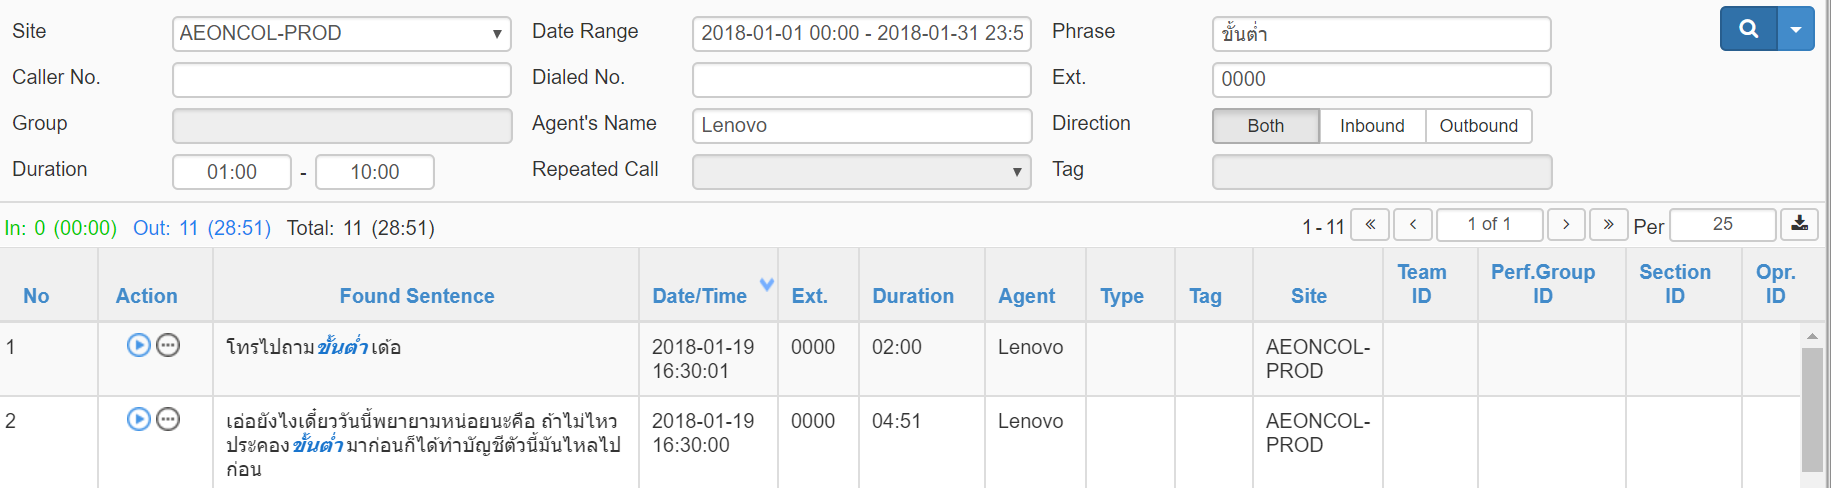 Site AEONCOL-PROD Date Range 2018-01-01 00:00 - 2018-01-31 23:5 Phrase ขั้นต่ำ
Caller No. Dialed No. Ext. 0000
Group Agent's Name Lenovo Direction Both Inbound Outbound
Duration 01:00 - 10:00 Repeated Call Tag
In: 0 (00:00) Out: 11 (28:51) Total: 11 (28:51) 1 - 11 « ‹ 1 of 1 › » Per 25
No Action Found Sentence Date/Time Ext. Duration Agent Type Tag Site Team ID Perf.Group ID Section ID Opr. ID
1 โทรไปถามขั้นต่ำ เด้อ 2018-01-19 0000 02:00 Lenovo AEONCOL-
16:30:01 PROD
2 เอ่อยังไงเดี๋ยววันนี้พยายามหน่อยนะคือ ถ้าไม่ไหว 2018-01-19 0000 04:51 Lenovo AEONCOL-
ประคองขั้นต่ำ มาก่อนก็ได้ทำบัญชีตัวนี้มันไหลไป 16:30:00 PROD
ก่อน